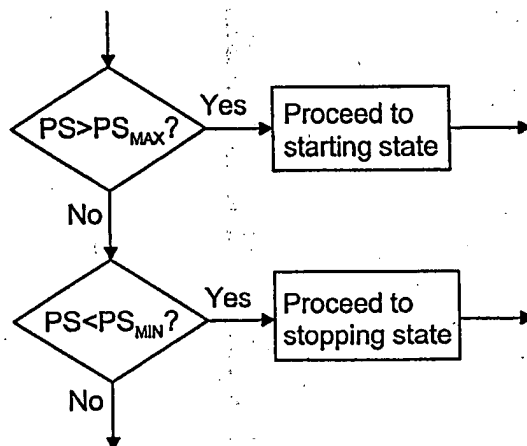 Yes
PS>PS_MAX?
Proceed to
starting state
No
Yes
PS<PS_MIN?
Proceed to
stopping state
No